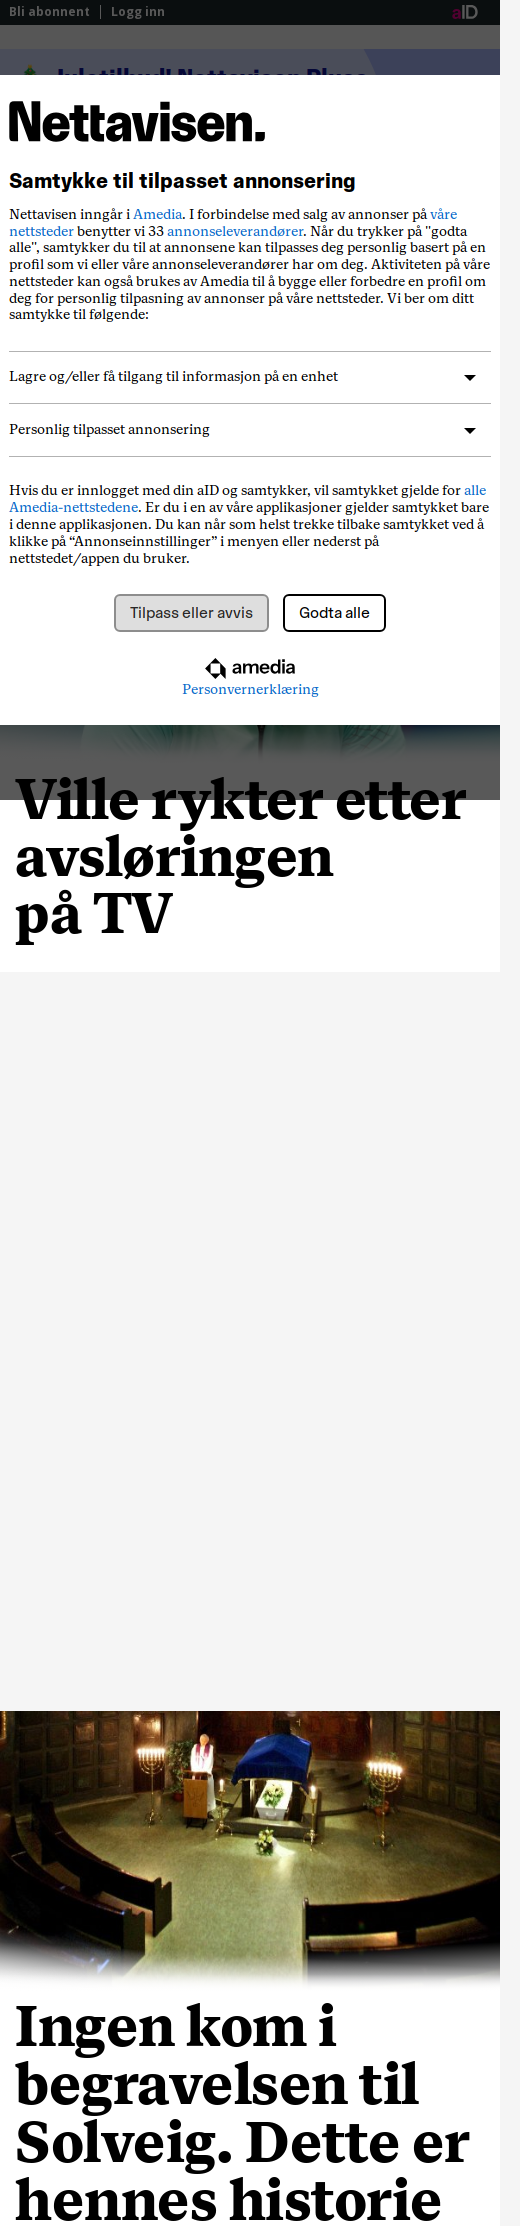 Bli abonnent | Logg inn
aID
Juletilbud! Nettavisen Pluss
Nettavisen.
Samtykke til tilpasset annonsering
Nettavisen inngår i Amedia. I forbindelse med salg av annonser på våre
nettsteder benytter vi 33 annonseleverandører. Når du trykker på "godta
alle", samtykker du til at annonsene kan tilpasses deg personlig basert på en
profil som vi eller våre annonseleverandører har om deg. Aktiviteten på våre
nettsteder kan også brukes av Amedia til å bygge eller forbedre en profil om
deg for personlig tilpasning av annonser på våre nettsteder. Vi ber om ditt
samtykke til følgende:
Lagre og/eller få tilgang til informasjon på en enhet
Personlig tilpasset annonsering
Hvis du er innlogget med din aID og samtykker, vil samtykket gjelde for alle
Amedia-nettstedene. Er du i en av våre applikasjoner gjelder samtykket bare
i denne applikasjonen. Du kan når som helst trekke tilbake samtykket ved å
klikke på “Annonseinnstillinger” i menyen eller nederst på
nettstedet/appen du bruker.
Tilpass eller avvis
Godta alle
amedia
Personvernerklæring
Ville rykter etter
avsløringen
på TV
Ingen kom i
begravelsen til
Solveig. Dette er
hennes historie